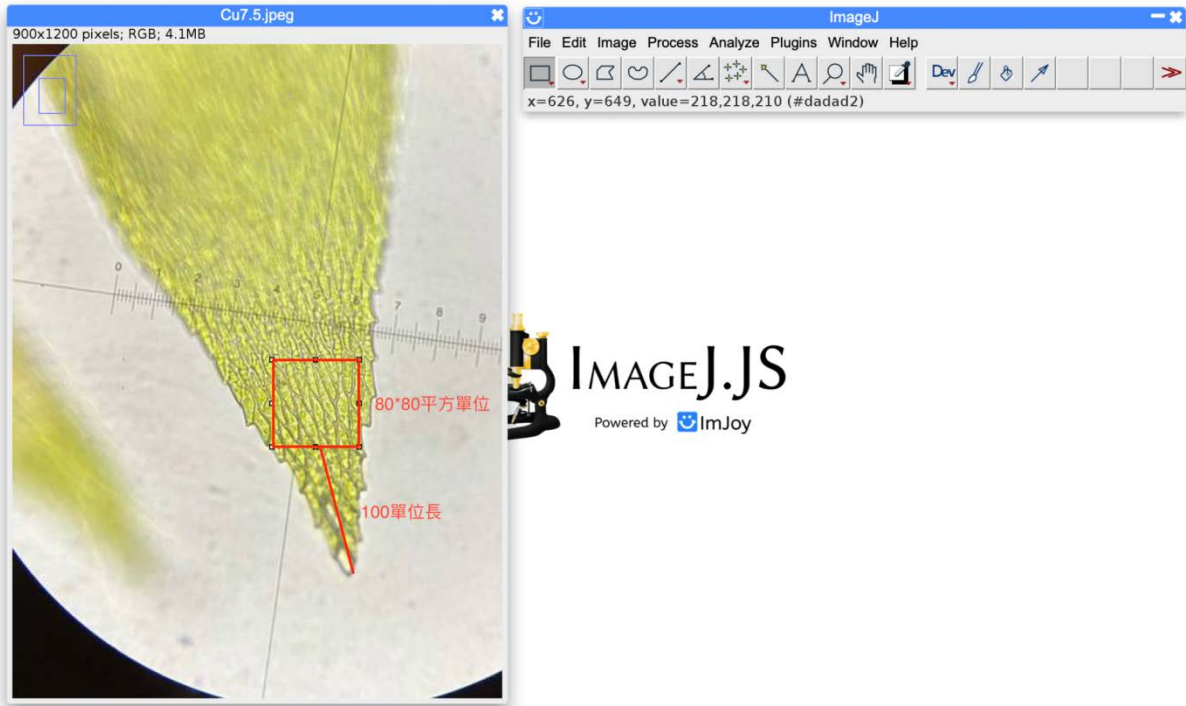 Cu7.5.jpeg
900x1200 pixels; RGB; 4.1MB
0 1 2 3 4 5 6 7 8 9
80*80平方單位
100單位長
ImageJ
File Edit Image Process Analyze Plugins Window Help
A Dev ≫
x=626, y=649, value=218,218,210 (#dadad2)
IMAGEJ.JS
Powered by ImJoy